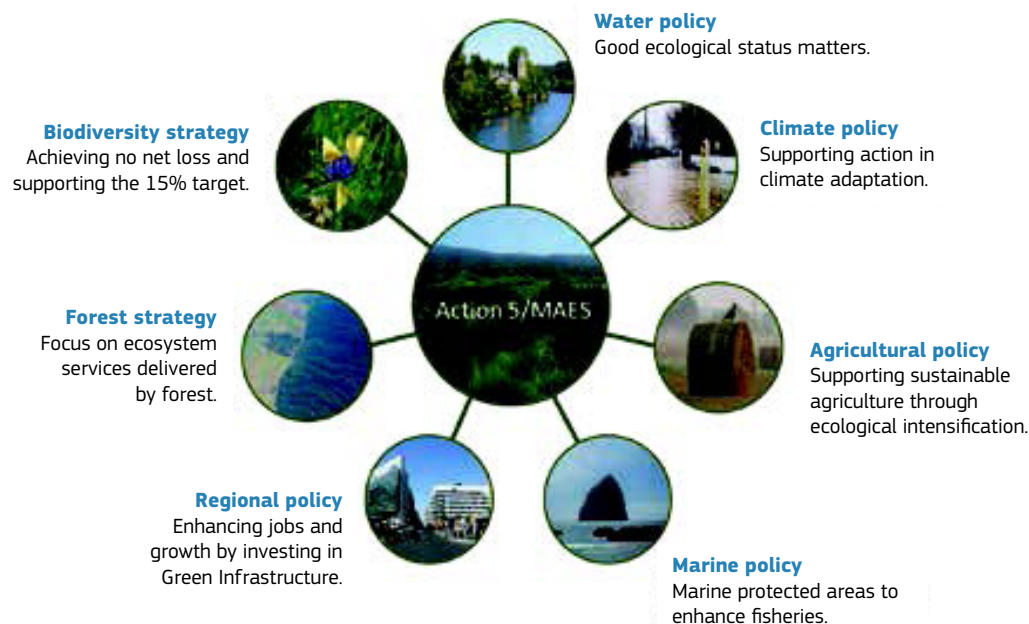 Water policy
Good ecological status matters.
Climate policy
Supporting action in
climate adaptation.
Agricultural policy
Supporting sustainable
agriculture through
ecological intensification.
Marine policy
Marine protected areas to
enhance fisheries.
Regional policy
Enhancing jobs and
growth by investing in
Green Infrastructure.
Forest strategy
Focus on ecosystem
services delivered
by forest.
Biodiversity strategy
Achieving no net loss and
supporting the 15% target.
Action 5/MAES